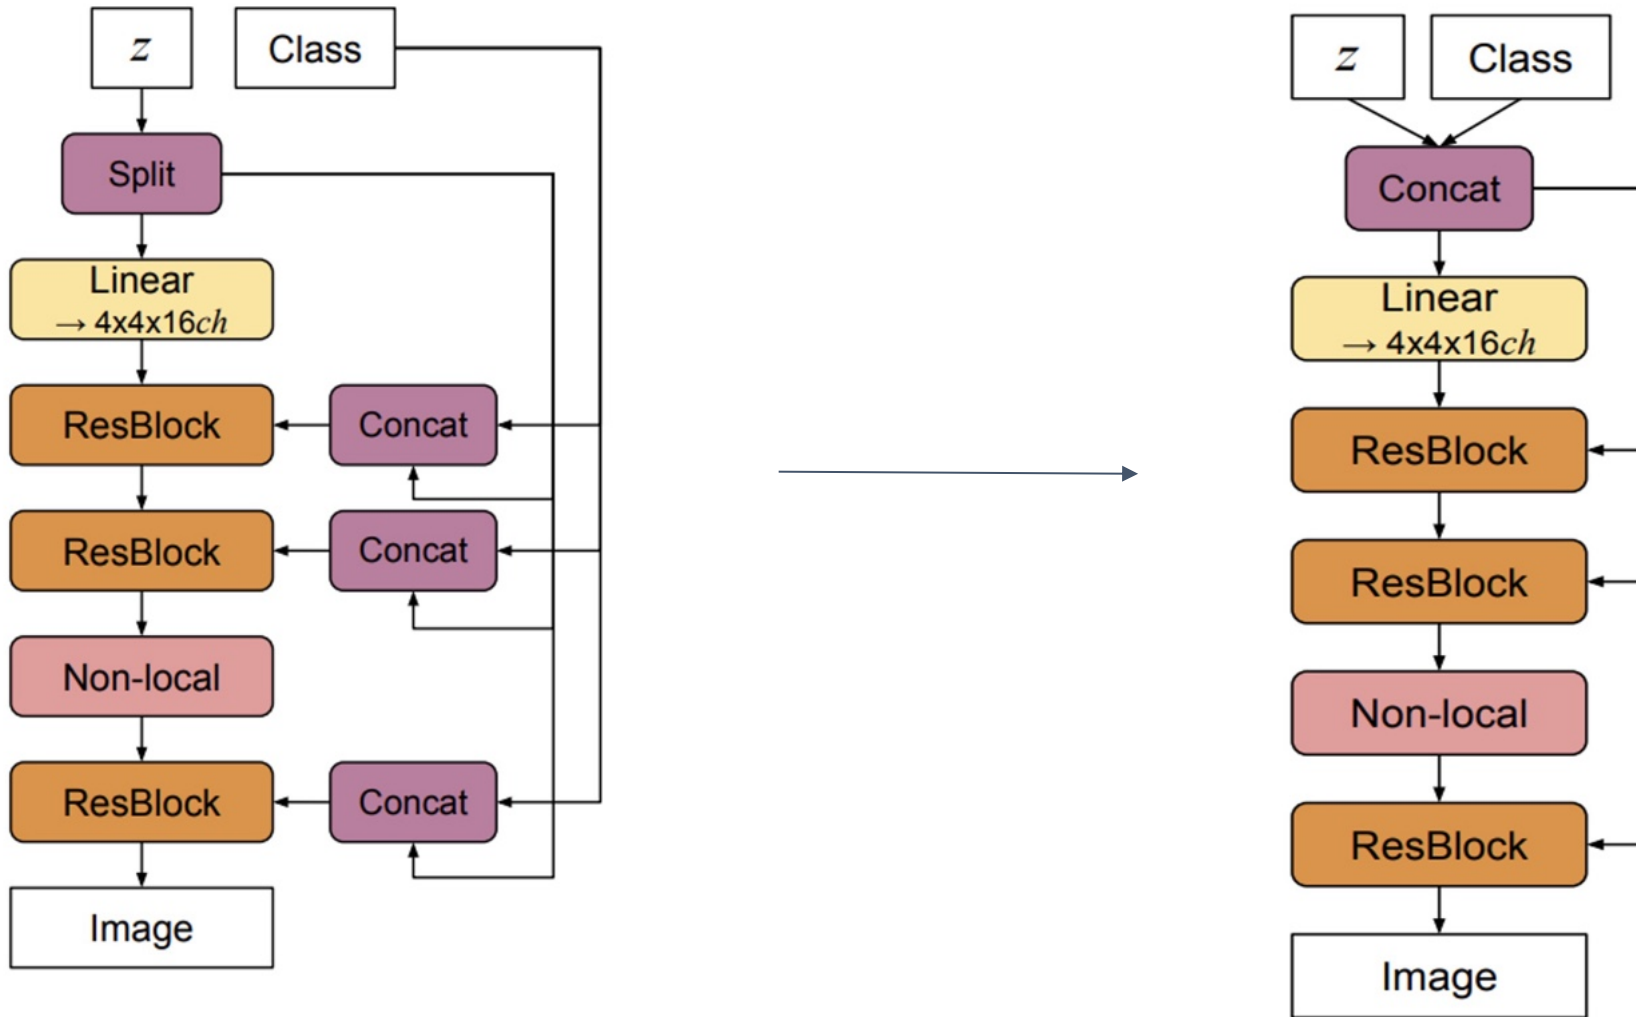 z
Class
Split
Linear
→ 4x4x16ch
ResBlock
Concat
ResBlock
Concat
Non-local
ResBlock
Concat
Image
z
Class
Concat
Linear
→ 4x4x16ch
ResBlock
ResBlock
Non-local
ResBlock
Image